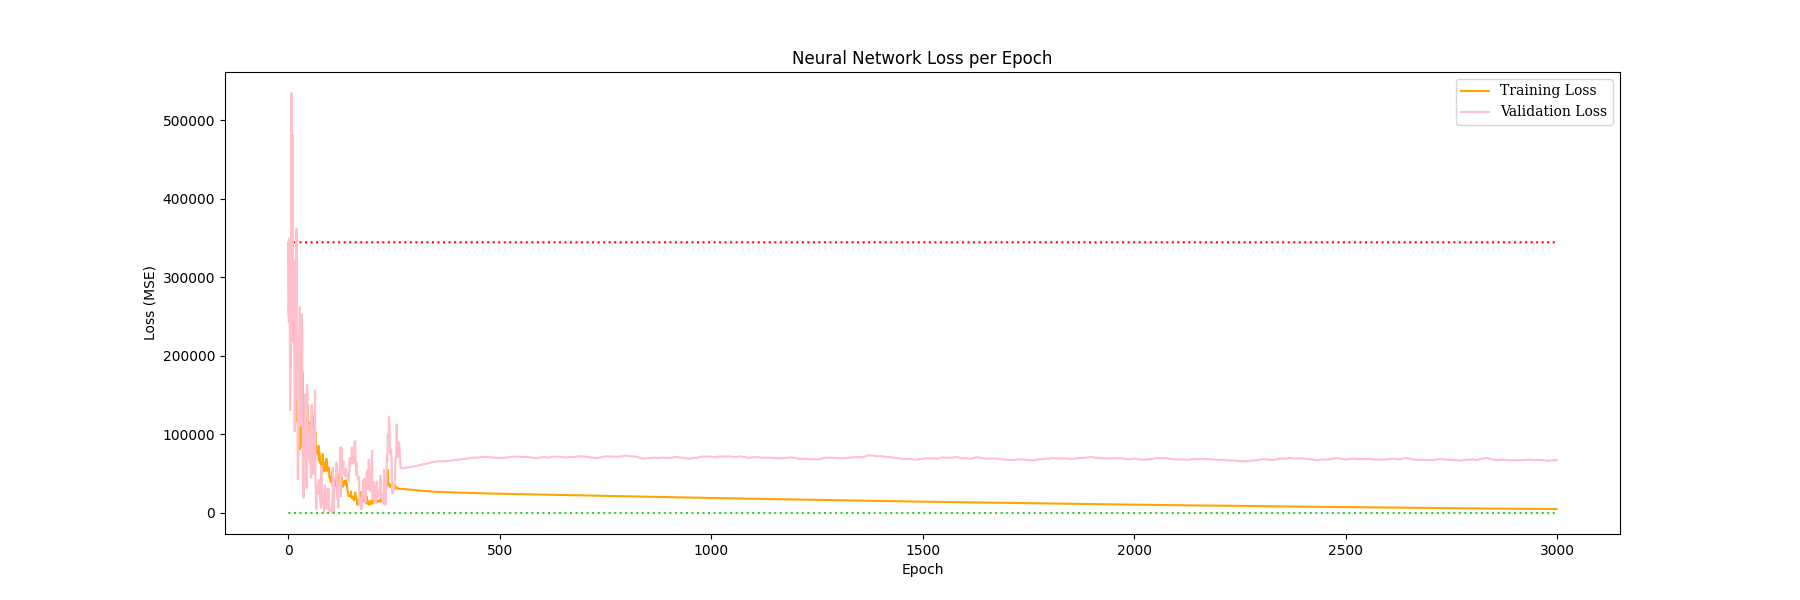 Neural Network Loss per Epoch
Training Loss
Validation Loss
500000
400000
300000
200000
100000
0
Loss (MSE)
0 500 1000 1500 2000 2500 3000
Epoch